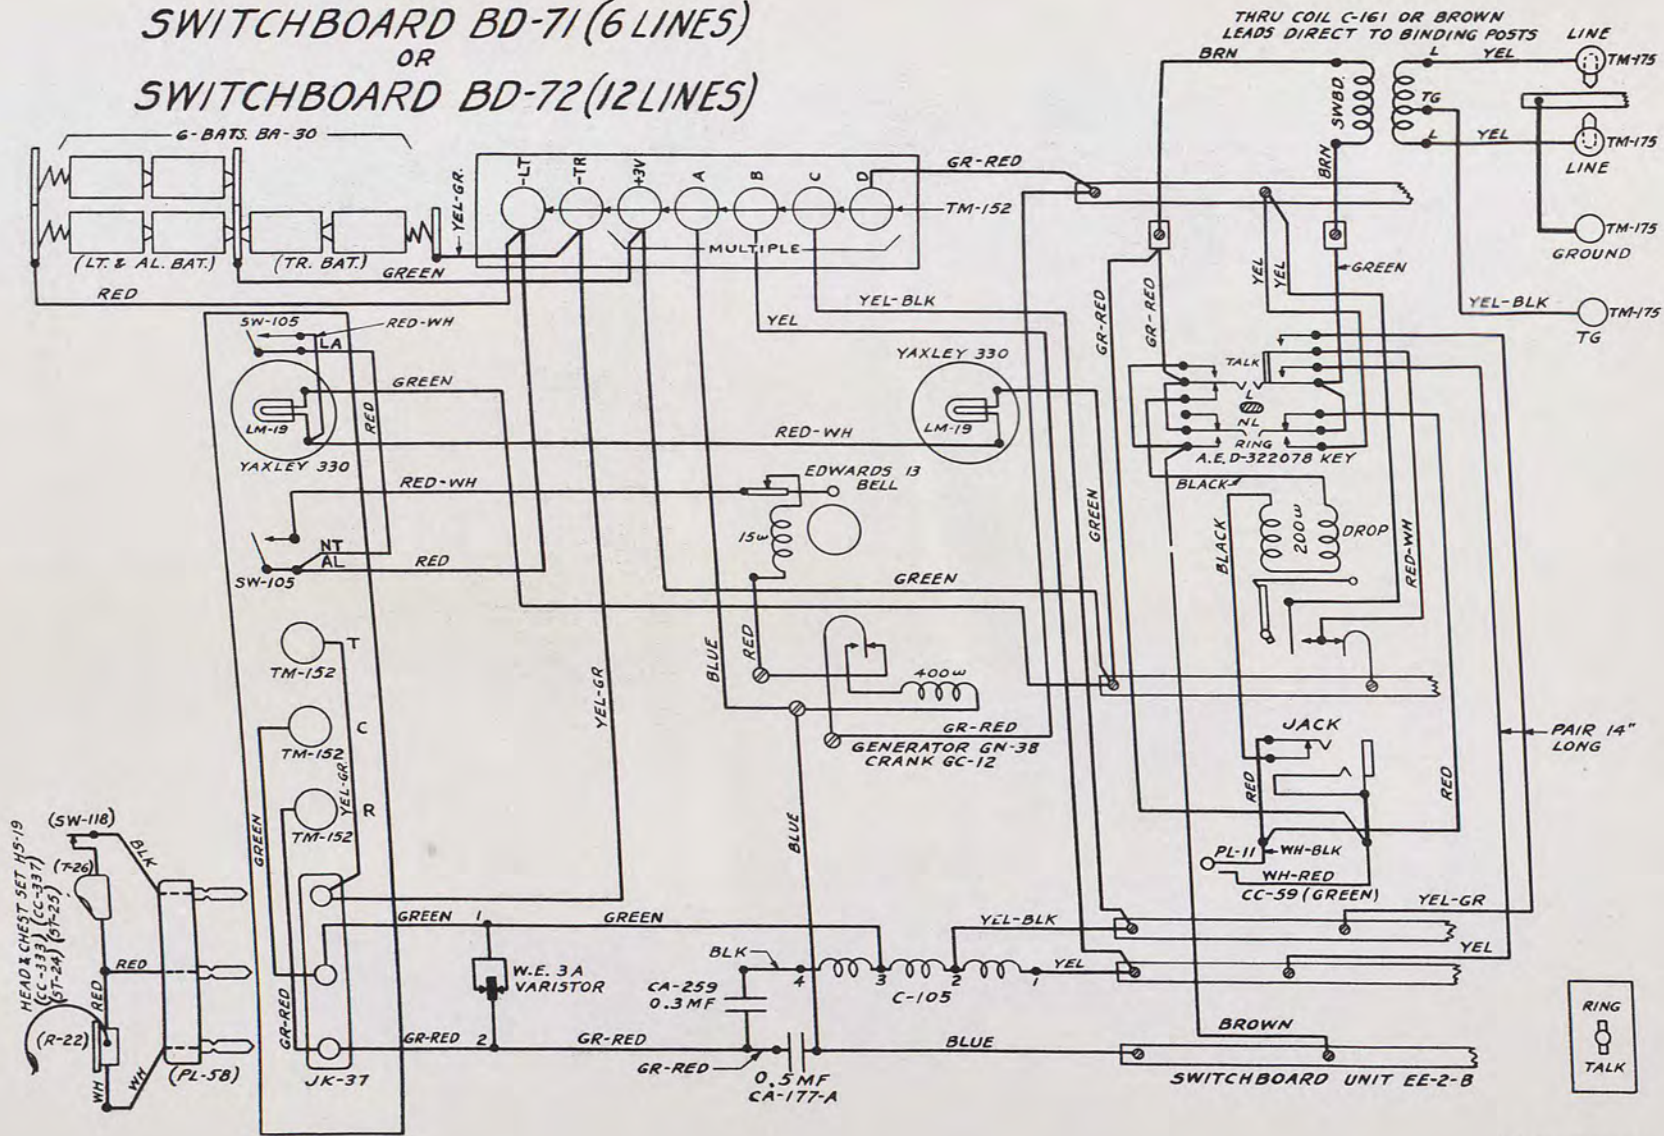 SWITCHBOARD BD-71 (6 LINES)
OR
SWITCHBOARD BD-72 (12 LINES)
THRU COIL C-161 OR BROWN
LEADS DIRECT TO BINDING POSTS
LINE
BRN
L
YEL
TM-175
SWBD.
TG
L
YEL
TM-175
BRN
LINE
6-BATS. BA-30
YEL-GR.
-LT
-TR
+3V
A
B
C
D
GR-RED
TM-152
MULTIPLE
(LT. & AL. BAT.)
(TR. BAT.)
GREEN
RED
TM-175
GROUND
GREEN
YEL
YEL
YEL-BLK
YEL
YEL-BLK
TM-175
TG
GR-RED
GR-RED
SW-105
RED-WH
LA
GREEN
RED
LM-19
YAXLEY 330
YAXLEY 330
LM-19
RED-WH
TALK
L
NL
RING
A.E. D-322078 KEY
BLACK
RED-WH
EDWARDS 13
BELL
15ω
NT
AL
SW-105
RED
GREEN
GREEN
BLACK
200ω
DROP
RED-WH
T
TM-152
C
TM-152
YEL-GR.
R
TM-152
GREEN
YEL-GR
BLUE
RED
400ω
GR-RED
GENERATOR GN-38
CRANK GC-12
JACK
PAIR 14"
LONG
RED
RED
PL-11
WH-BLK
WH-RED
CC-59 (GREEN)
BLUE
HEAD & CHEST SET HS-19
(CC-333) (CC-337)
(ST-24) (ST-25)
(SW-118)
BLK
(T-26)
RED
RED
(R-22)
WH
WH
(PL-58)
GR-RED
JK-37
GREEN
1
GREEN
W.E. 3A
VARISTOR
GR-RED
2
GR-RED
BLK
CA-259
0.3 MF
4
3
2
1
C-105
YEL-BLK
YEL
YEL-GR
YEL
GR-RED
0.5 MF
CA-177-A
BLUE
BROWN
SWITCHBOARD UNIT EE-2-B
RING
TALK